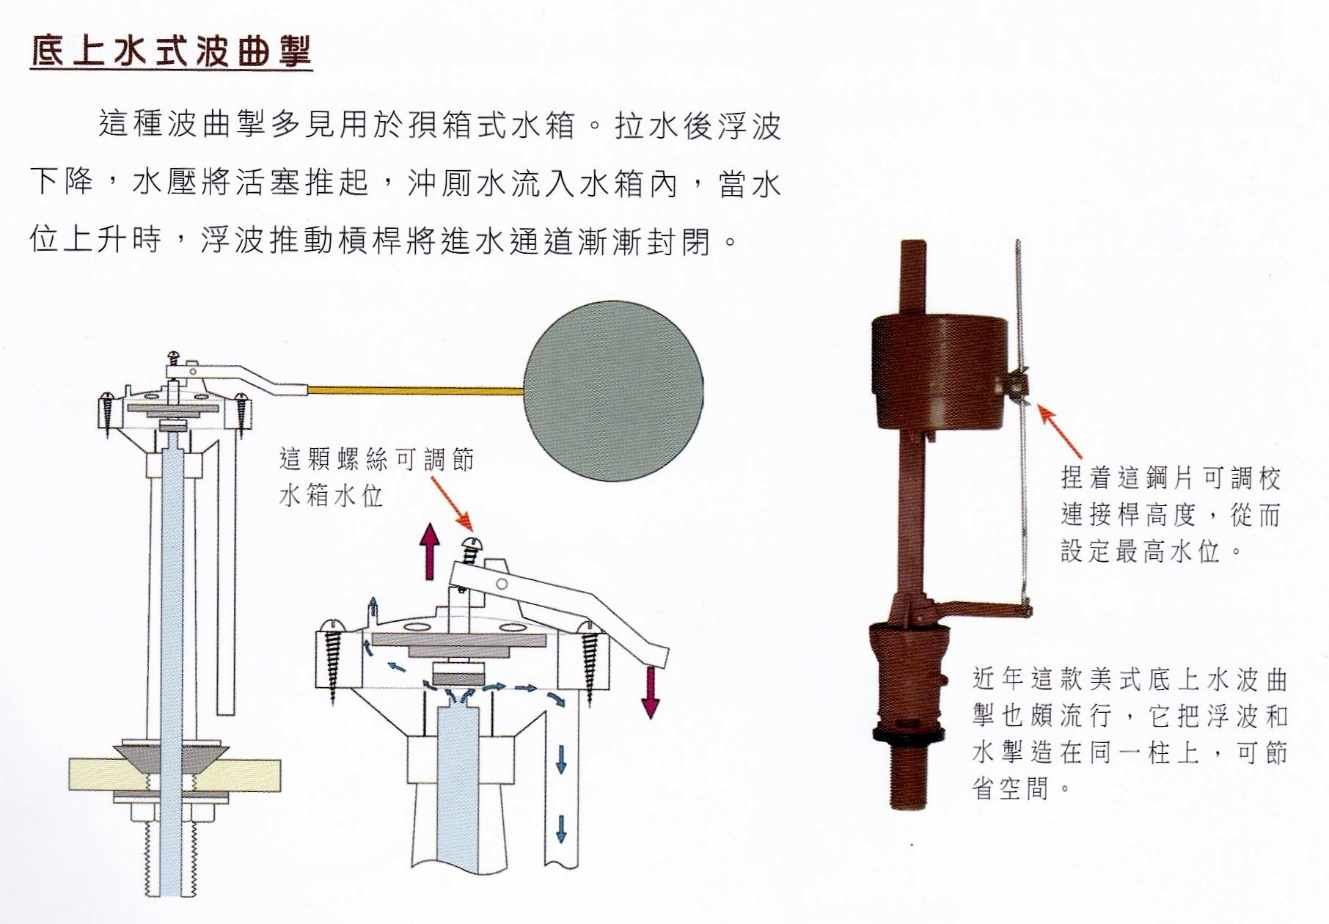 底上水式波曲掣
這種波曲掣多見用於孭箱式水箱。拉水後浮波
下降，水壓將活塞推起，沖厠水流入水箱內，當水
位上升時，浮波推動槓桿將進水通道漸漸封閉。
這顆螺絲可調節
水箱水位
捏着這鋼片可調校
連接桿高度，從而
設定最高水位。
近年這款美式底上水波曲
掣也頗流行，它把浮波和
水掣造在同一柱上，可節
省空間。